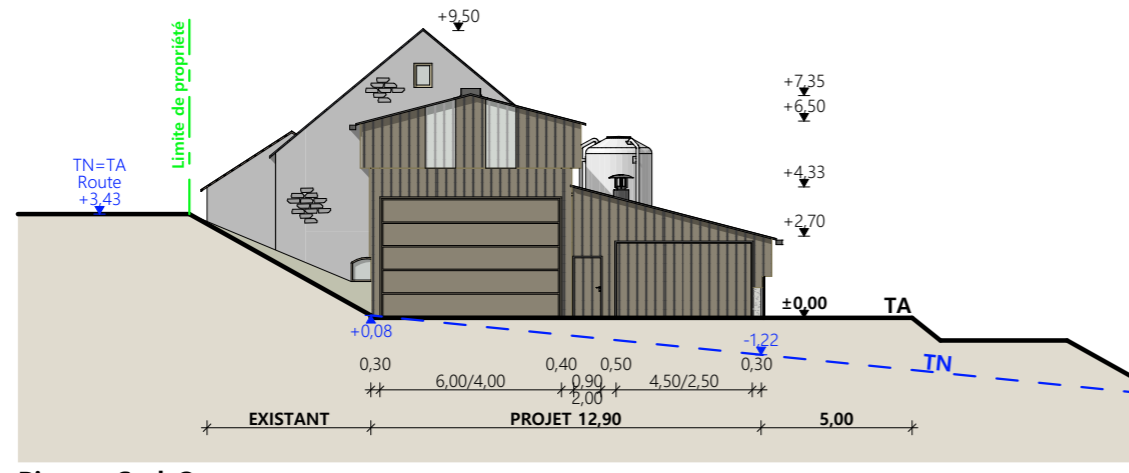 +9,50
Limite de propriété
+7,35
+6,50
TN=TA
Route
+3,43
+4,33
+2,70
±0,00
TA
+0,08
-1,22
TN
0,30
0,40
0,50
0,30
6,00/4,00
0,90
4,50/2,50
2,00
EXISTANT
PROJET 12,90
5,00